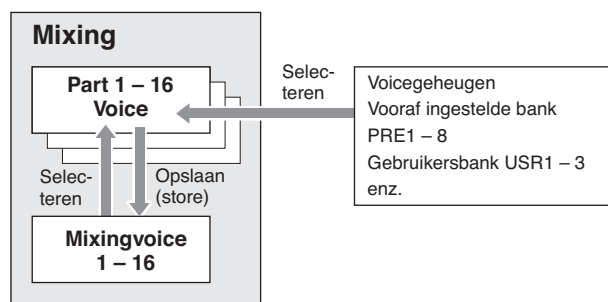 Mixing
Part 1 – 16
Voice
Selec-
teren
Voicegeheugen
Vooraf ingestelde bank
PRE1 – 8
Gebruikersbank USR1 – 3
enz.
Selec-
teren
Opslaan
(store)
Mixingvoice
1 – 16